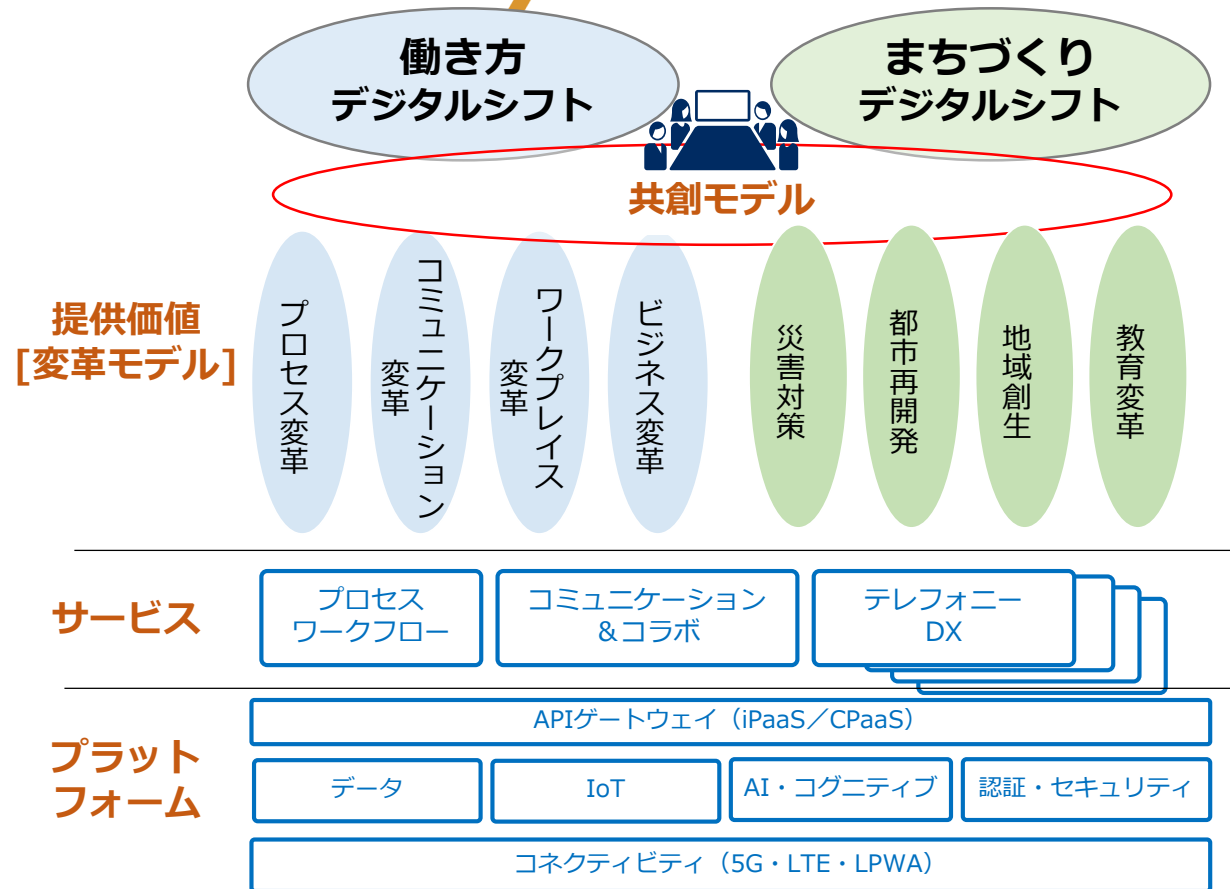 働き方
デジタルシフト
まちづくり
デジタルシフト
共創モデル
提供価値
[変革モデル]
プロセス変革
コミュニケーション
変革
ワークプレイス
変革
ビジネス変革
災害対策
都市再開発
地域創生
教育変革
サービス
プロセス
ワークフロー
コミュニケーション
&コラボ
テレフォニー
DX
プラット
フォーム
APIゲートウェイ（iPaaS／CPaaS）
データ
IoT
AI・コグニティブ
認証・セキュリティ
コネクティビティ（5G・LTE・LPWA）